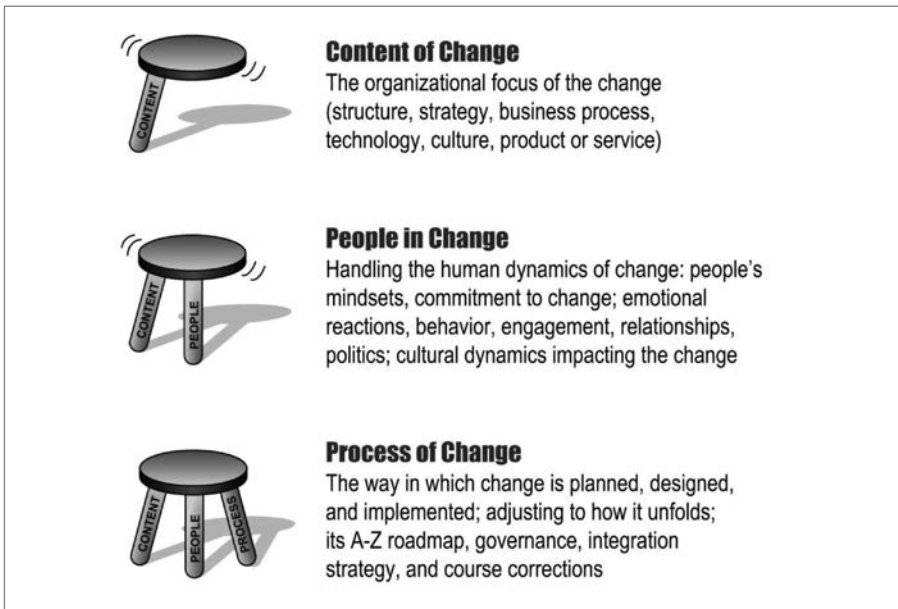 CONTENT
Content of Change
The organizational focus of the change
(structure, strategy, business process,
technology, culture, product or service)
CONTENT
PEOPLE
People in Change
Handling the human dynamics of change: people's
mindsets, commitment to change; emotional
reactions, behavior, engagement, relationships,
politics; cultural dynamics impacting the change
CONTENT
PEOPLE
PROCESS
Process of Change
The way in which change is planned, designed,
and implemented; adjusting to how it unfolds;
its A-Z roadmap, governance, integration
strategy, and course corrections